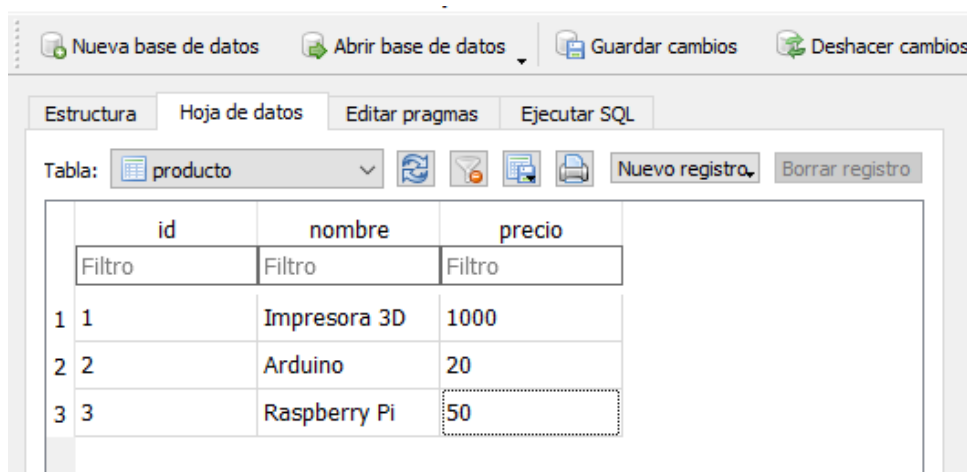 Nueva base de datos Abrir base de datos Guardar cambios Deshacer cambios
Estructura Hoja de datos Editar pragmas Ejecutar SQL
Tabla: producto Nuevo registro Borrar registro
id nombre precio
Filtro Filtro Filtro
1 1 Impresora 3D 1000
2 2 Arduino 20
3 3 Raspberry Pi 50